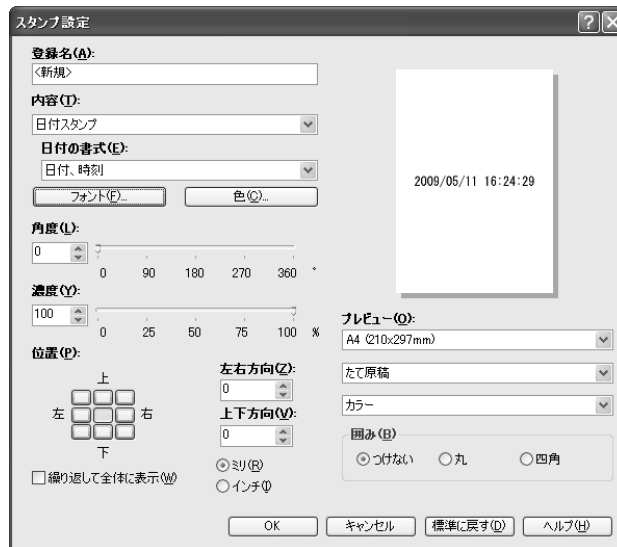 スタンプ設定
登録名(A):
<新規>
内容(T):
日付スタンプ
日付の書式(E):
日付、時刻
フォント(F)... 色(C)...
角度(L):
0
0 90 180 270 360 °
濃度(Y):
100
0 25 50 75 100 %
位置(P):
上
左 右
下
繰り返して全体に表示(W)
左右方向(Z):
0
上下方向(V):
0
ミリ(R)
インチ(I)
2009/05/11 16:24:29
プレビュー(O):
A4 (210x297mm)
たて原稿
カラー
囲み(B)
つけない 丸 四角
OK キャンセル 標準に戻す(D) ヘルプ(H)